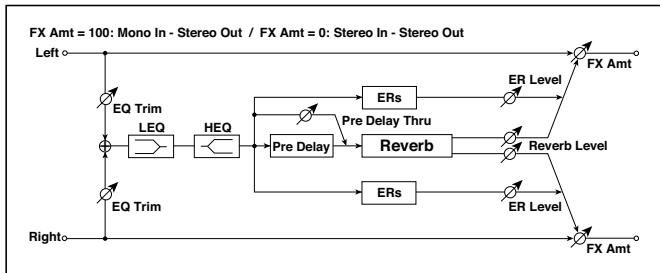 FX Amt = 100: Mono In - Stereo Out / FX Amt = 0: Stereo In - Stereo Out
Left
FX Amt
EQ Trim
ERs
ER Level
LEQ
HEQ
Pre Delay Thru
Pre Delay
Reverb
Reverb Level
EQ Trim
ERs
ER Level
Right
FX Amt